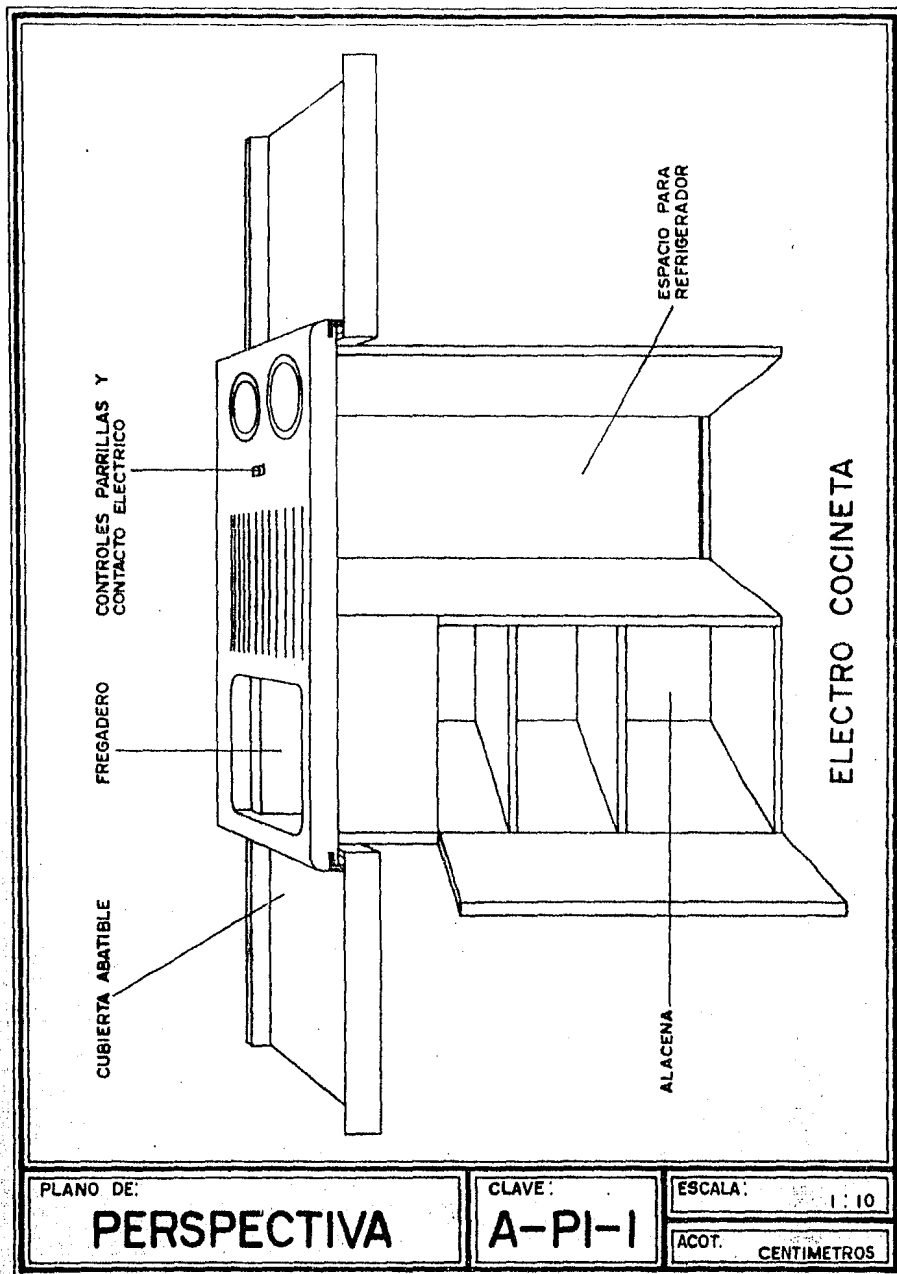 CUBIERTA ABATIBLE
FREGADERO
CONTROLES PARRILLAS Y
CONTACTO ELECTRICO
ALACENA
ESPACIO PARA
REFRIGERADOR
ELECTRO COCINETA
PLANO DE:
PERSPECTIVA
CLAVE:
A-PI-I
ESCALA:
1:10
ACOT.
CENTIMETROS